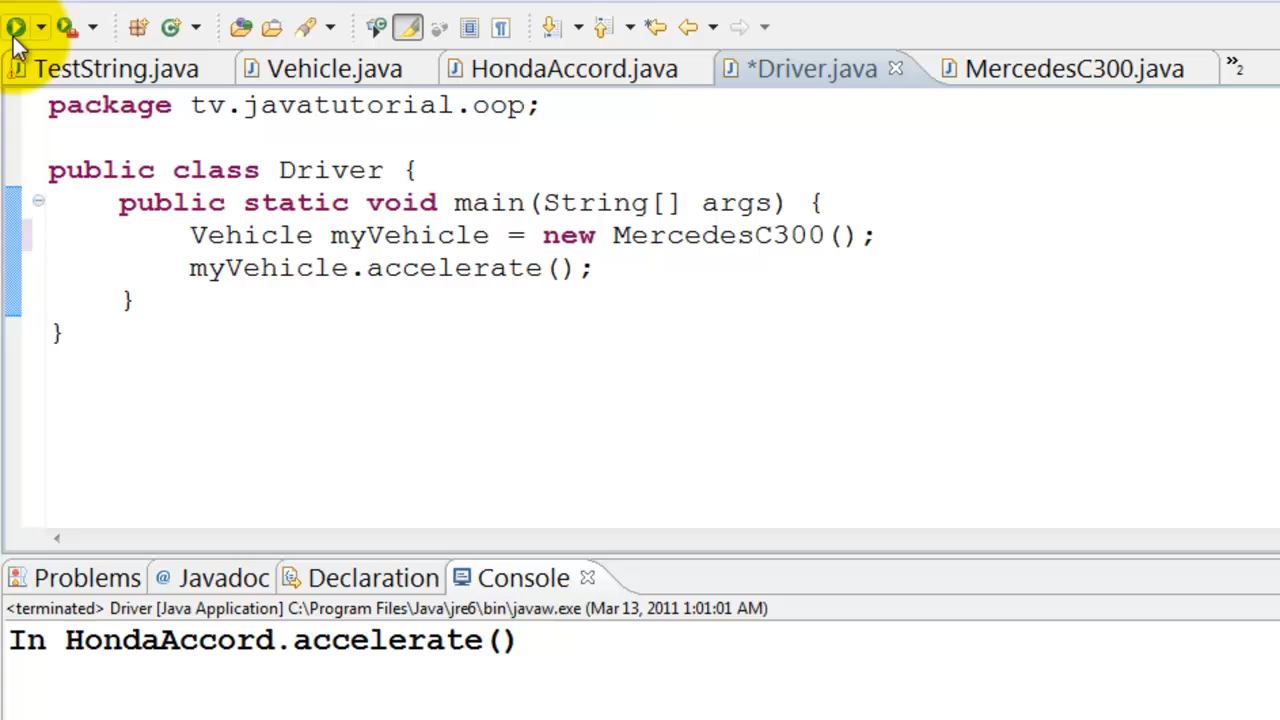 TestString.java Vehicle.java HondaAccord.java *Driver.java MercedesC300.java »2
package tv.javatutorial.oop;
public class Driver {
public static void main(String[] args) {
Vehicle myVehicle = new MercedesC300();
myVehicle.accelerate();
}
}
Problems @ Javadoc Declaration Console
<terminated> Driver [Java Application] C:\Program Files\Java\jre6\bin\javaw.exe (Mar 13, 2011 1:01:01 AM)
In HondaAccord.accelerate()